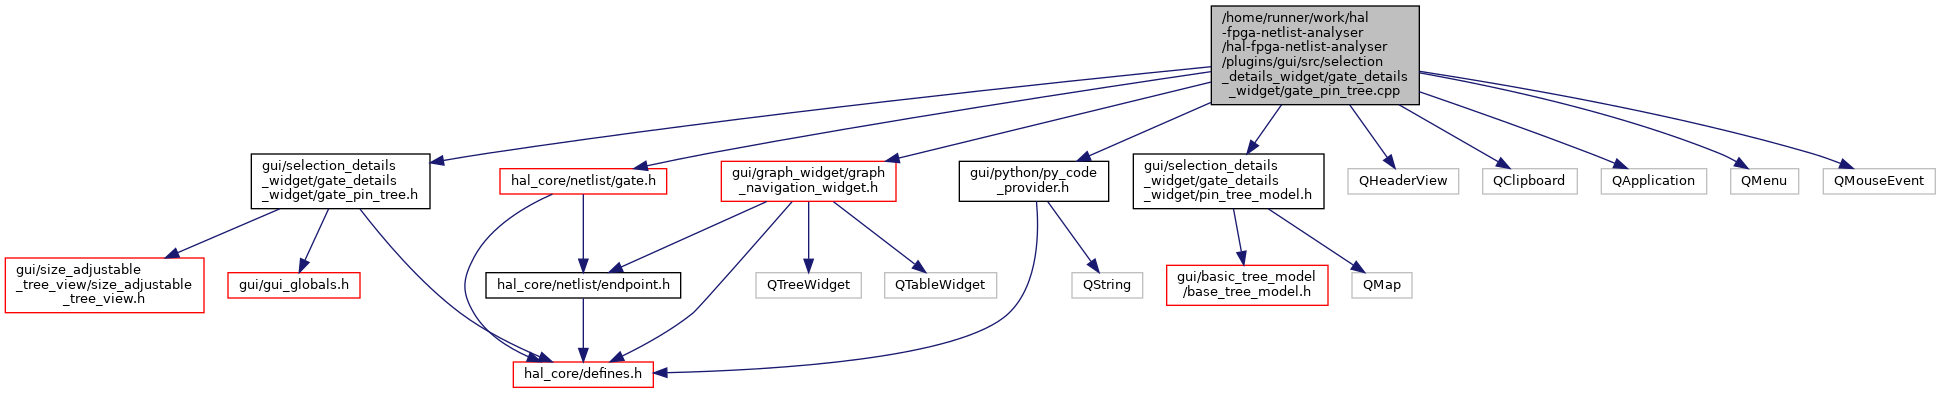 /home/runner/work/hal
-fpga-netlist-analyser
/hal-fpga-netlist-analyser
/plugins/gui/src/selection
_details_widget/gate_details
_widget/gate_pin_tree.cpp
gui/selection_details
_widget/gate_details
_widget/gate_pin_tree.h
hal_core/netlist/gate.h
gui/graph_widget/graph
_navigation_widget.h
gui/python/py_code
_provider.h
gui/selection_details
_widget/gate_details
_widget/pin_tree_model.h
QHeaderView
QClipboard
QApplication
QMenu
QMouseEvent
gui/size_adjustable
_tree_view/size_adjustable
_tree_view.h
gui/gui_globals.h
hal_core/netlist/endpoint.h
QTreeWidget
QTableWidget
QString
gui/basic_tree_model
/base_tree_model.h
QMap
hal_core/defines.h